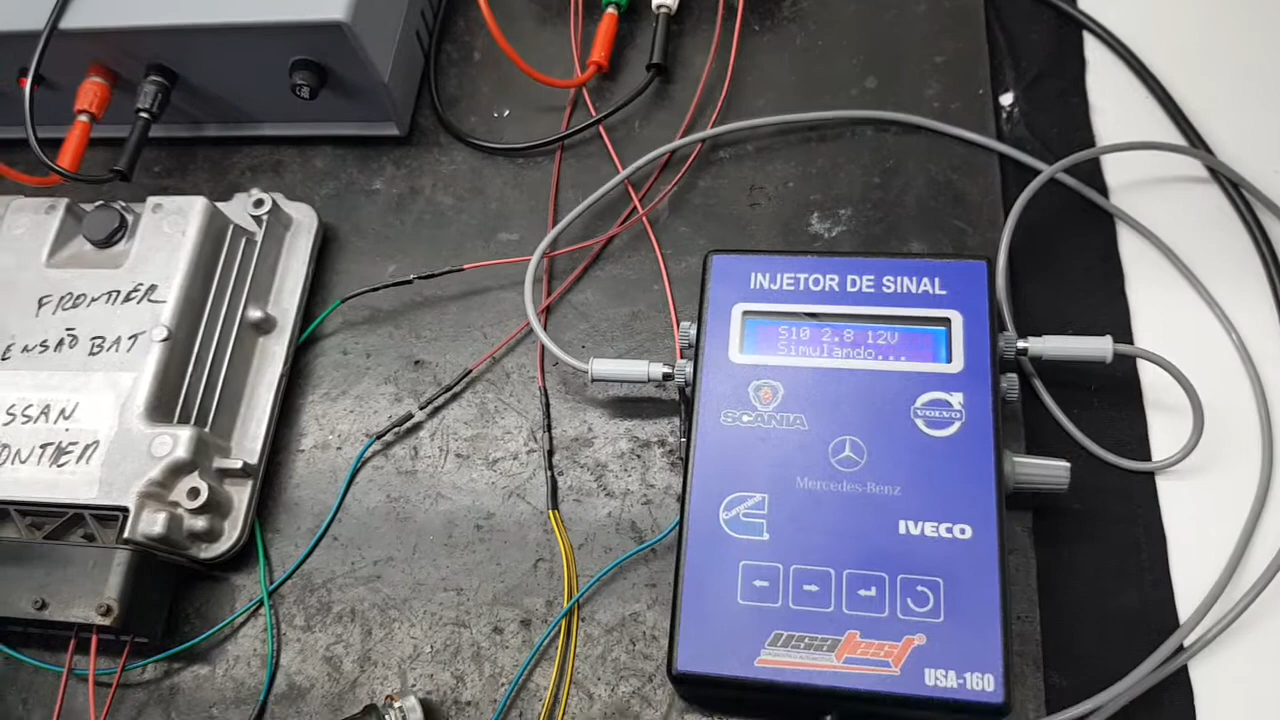 FRONTIER
ENSÃO BAT
SSAN
ONTIER
INJETOR DE SINAL
S10 2.8 12V
Simulando...
SCANIA
VOLVO
Mercedes-Benz
Cummins
IVECO
usatest
USA-160